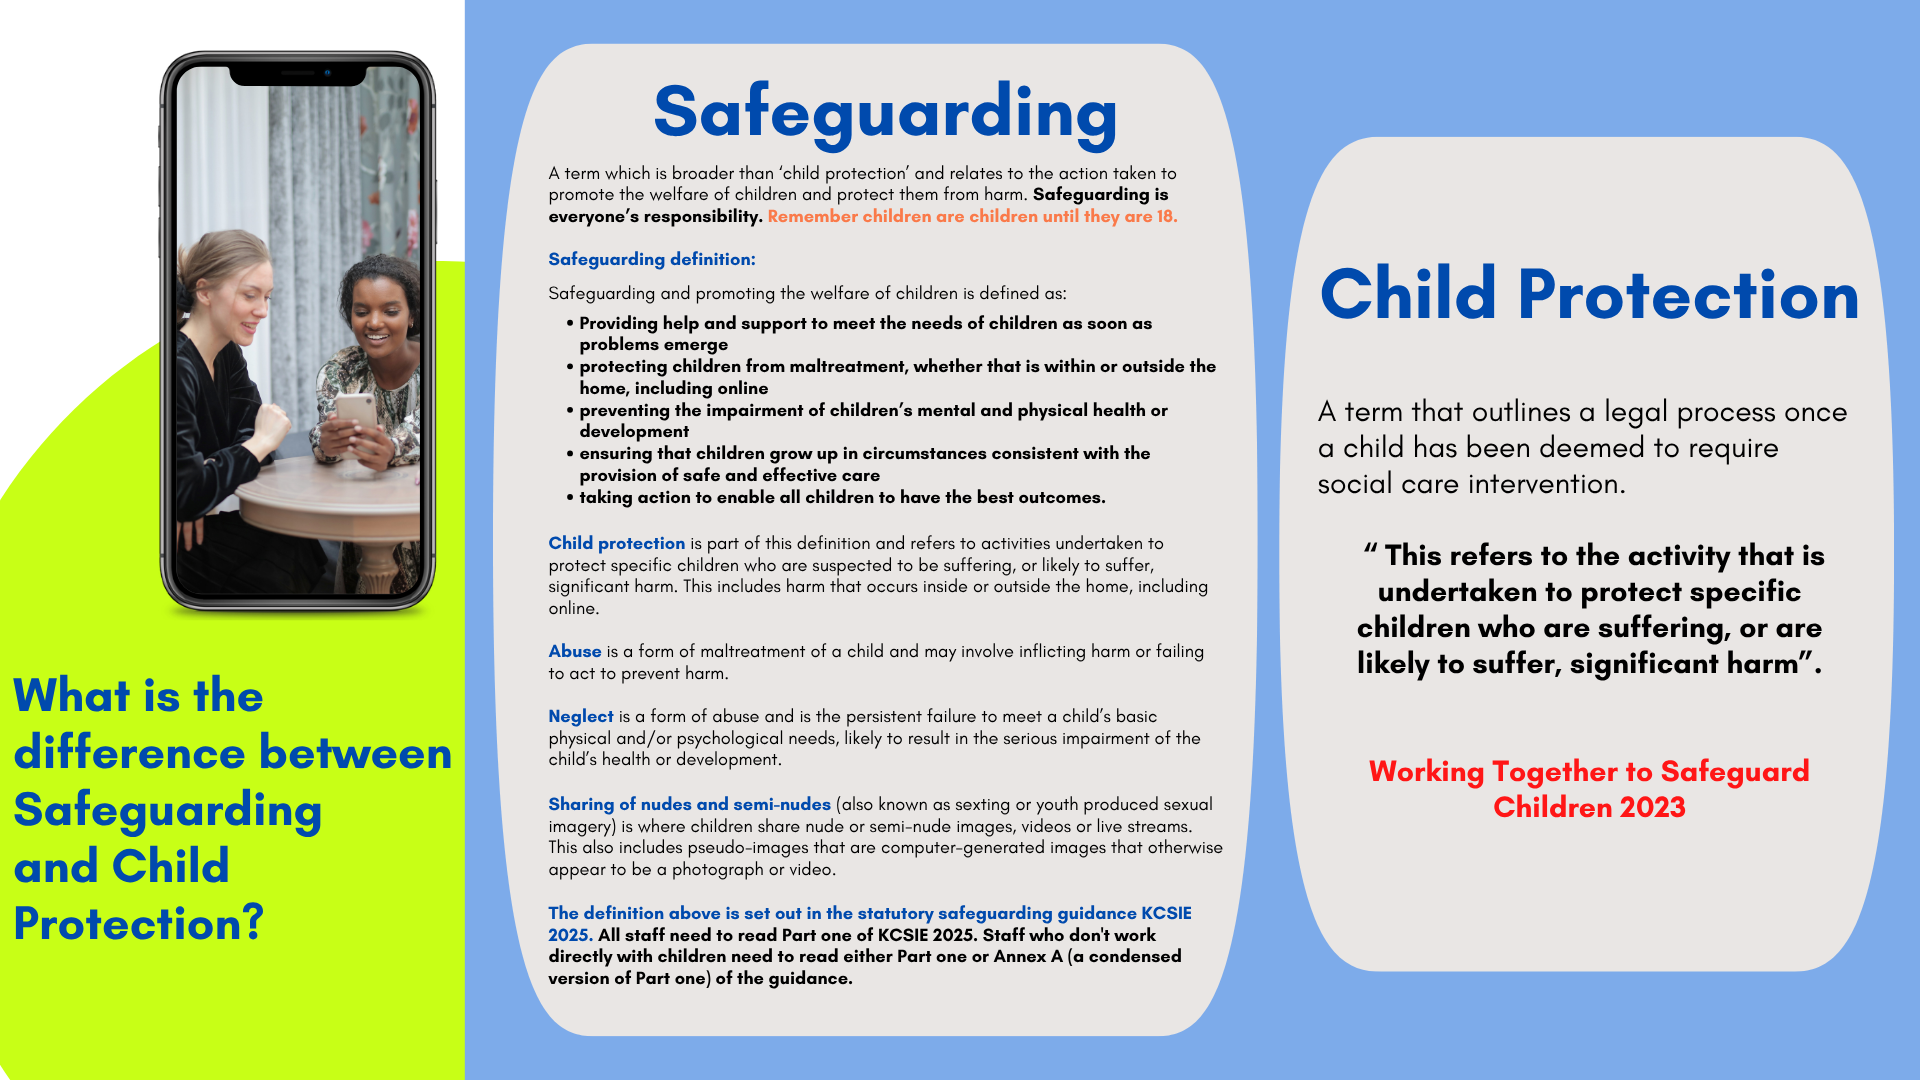 What is the
difference between
Safeguarding
and Child
Protection?
Safeguarding
A term which is broader than ‘child protection’ and relates to the action taken to
promote the welfare of children and protect them from harm. Safeguarding is
everyone’s responsibility. Remember children are children until they are 18.
Safeguarding definition:
Safeguarding and promoting the welfare of children is defined as:
• Providing help and support to meet the needs of children as soon as
problems emerge
• protecting children from maltreatment, whether that is within or outside the
home, including online
• preventing the impairment of children’s mental and physical health or
development
• ensuring that children grow up in circumstances consistent with the
provision of safe and effective care
• taking action to enable all children to have the best outcomes.
Child protection is part of this definition and refers to activities undertaken to
protect specific children who are suspected to be suffering, or likely to suffer,
significant harm. This includes harm that occurs inside or outside the home, including
online.
Abuse is a form of maltreatment of a child and may involve inflicting harm or failing
to act to prevent harm.
Neglect is a form of abuse and is the persistent failure to meet a child’s basic
physical and/or psychological needs, likely to result in the serious impairment of the
child’s health or development.
Sharing of nudes and semi-nudes (also known as sexting or youth produced sexual
imagery) is where children share nude or semi-nude images, videos or live streams.
This also includes pseudo-images that are computer-generated images that otherwise
appear to be a photograph or video.
The definition above is set out in the statutory safeguarding guidance KCSIE
2025. All staff need to read Part one of KCSIE 2025. Staff who don't work
directly with children need to read either Part one or Annex A (a condensed
version of Part one) of the guidance.
Child Protection
A term that outlines a legal process once
a child has been deemed to require
social care intervention.
“ This refers to the activity that is
undertaken to protect specific
children who are suffering, or are
likely to suffer, significant harm”.
Working Together to Safeguard
Children 2023